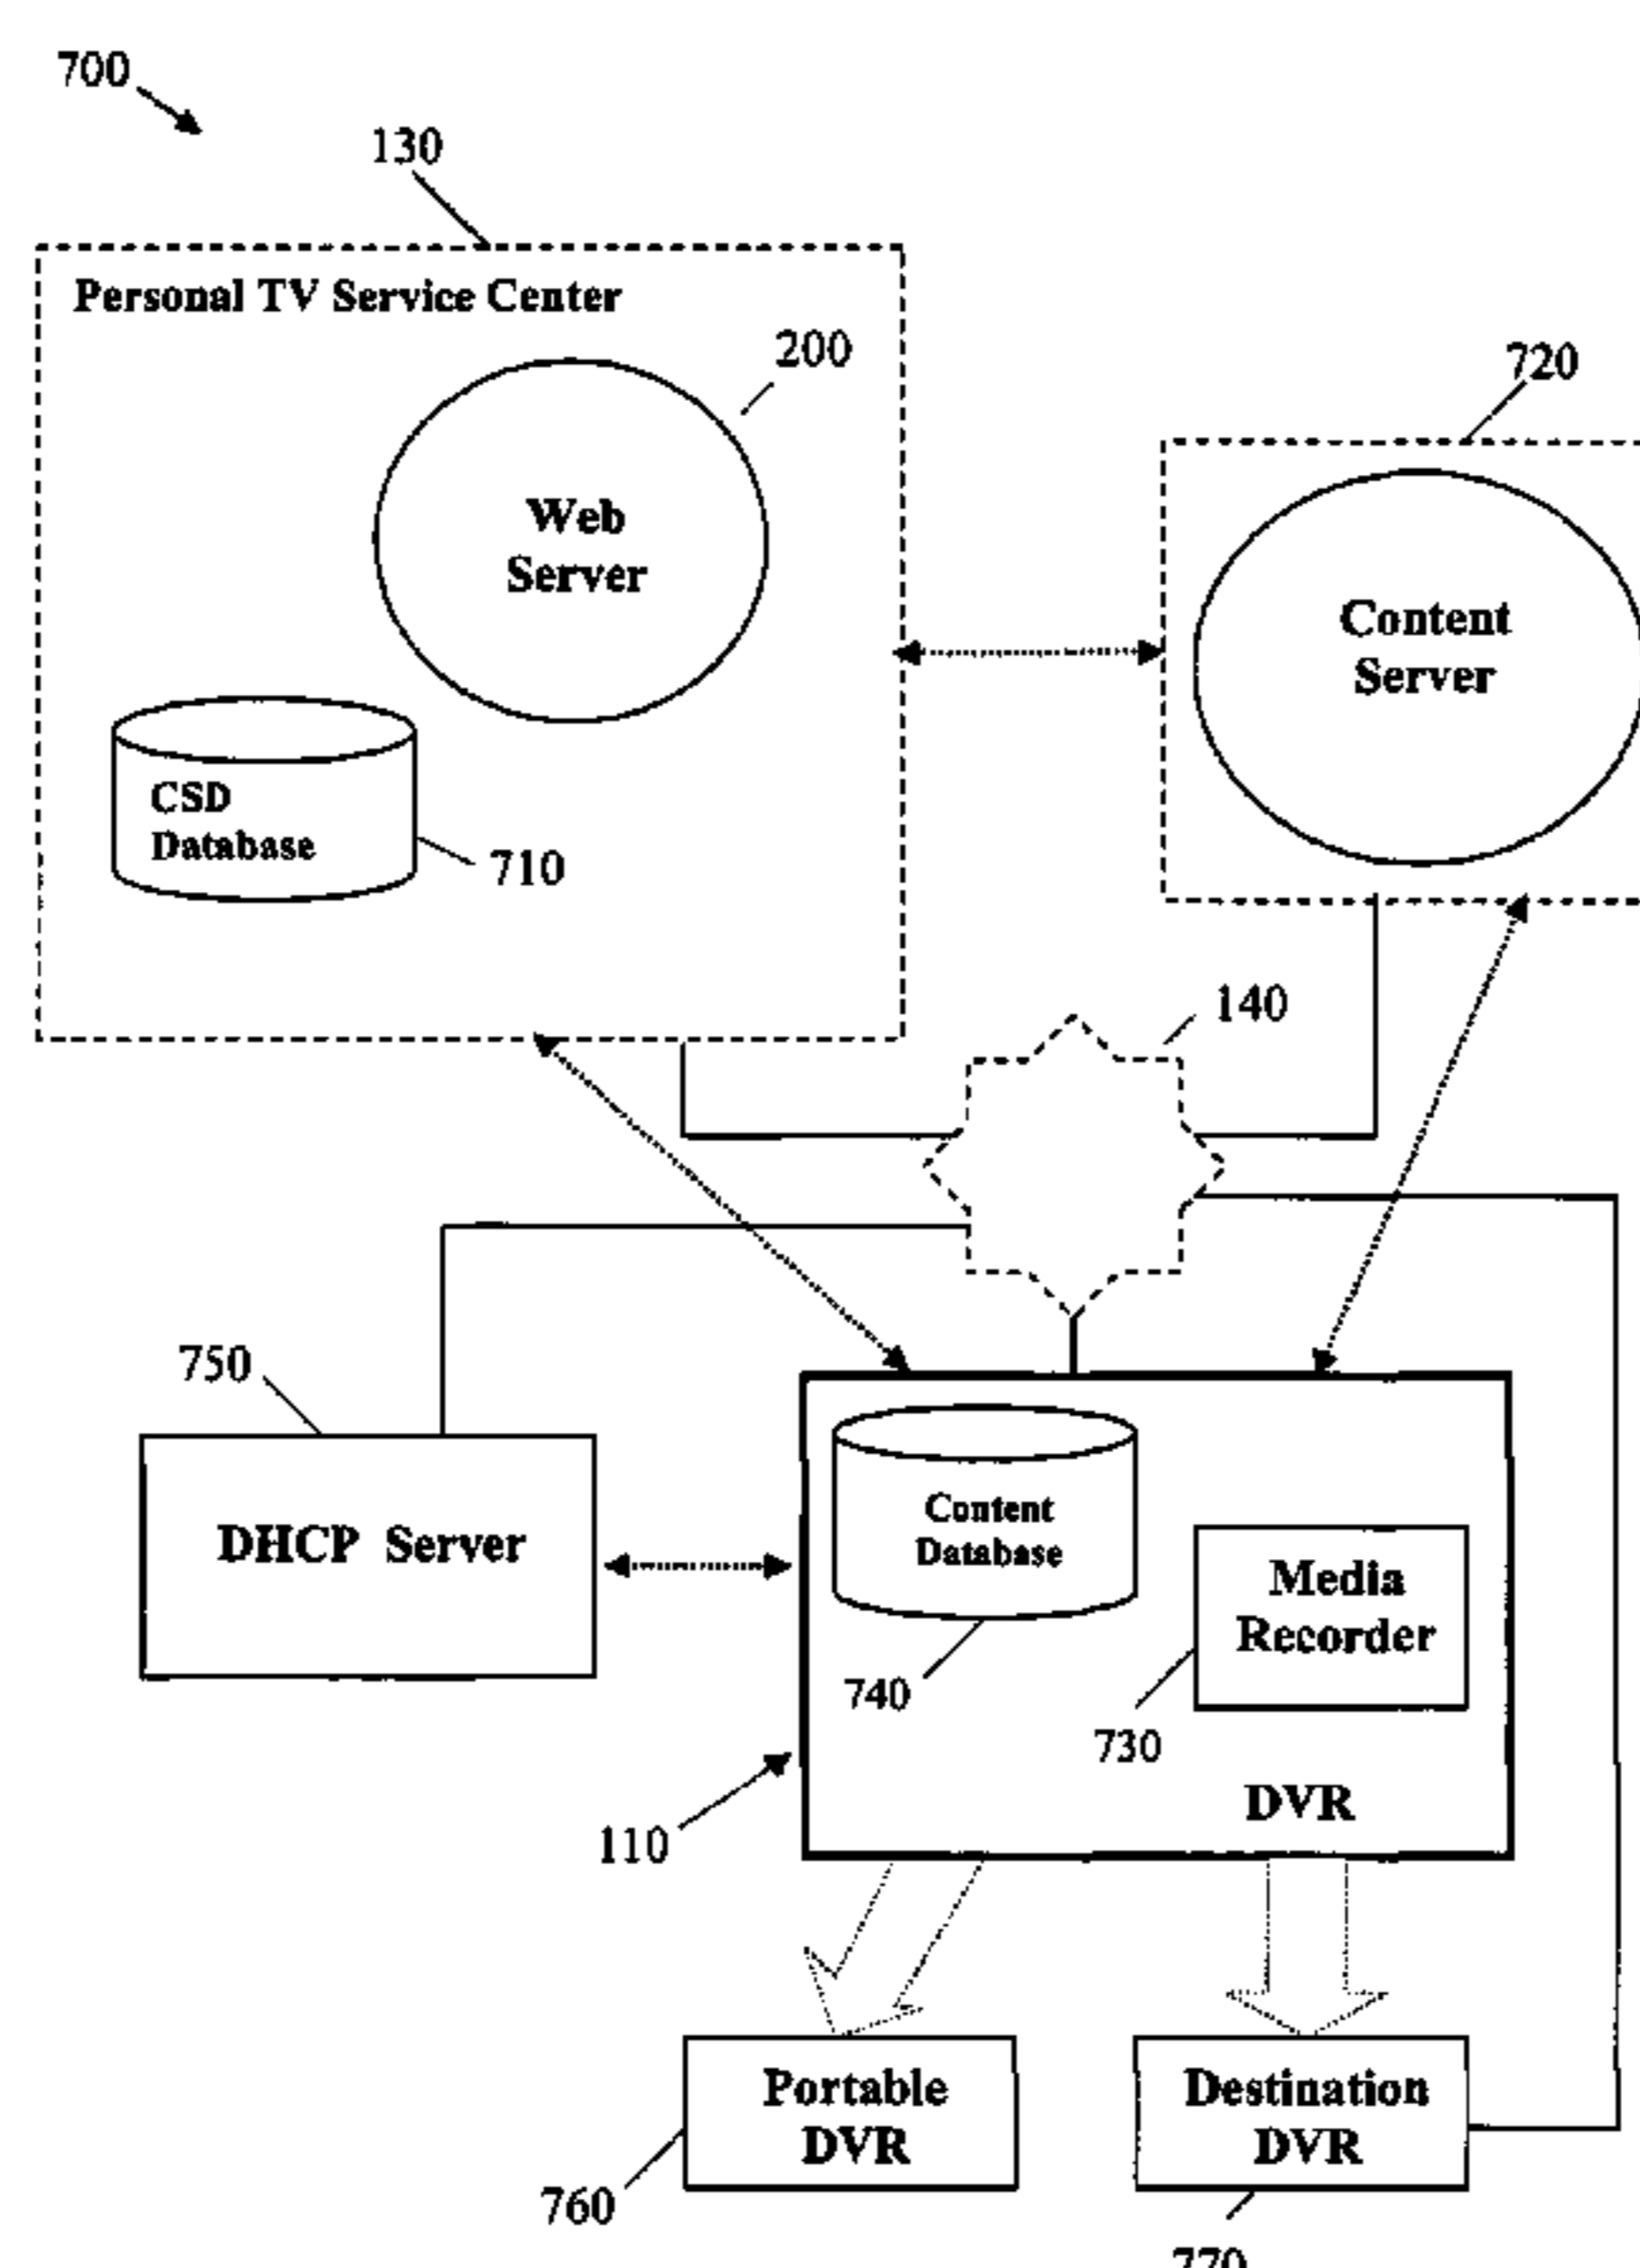 700
130
Personal TV Service Center
200
Web
Server
CSD
Database
710
720
Content
Server
140
750
DHCP Server
Content
Database
740
Media
Recorder
730
DVR
110
Portable
DVR
760
Destination
DVR
770